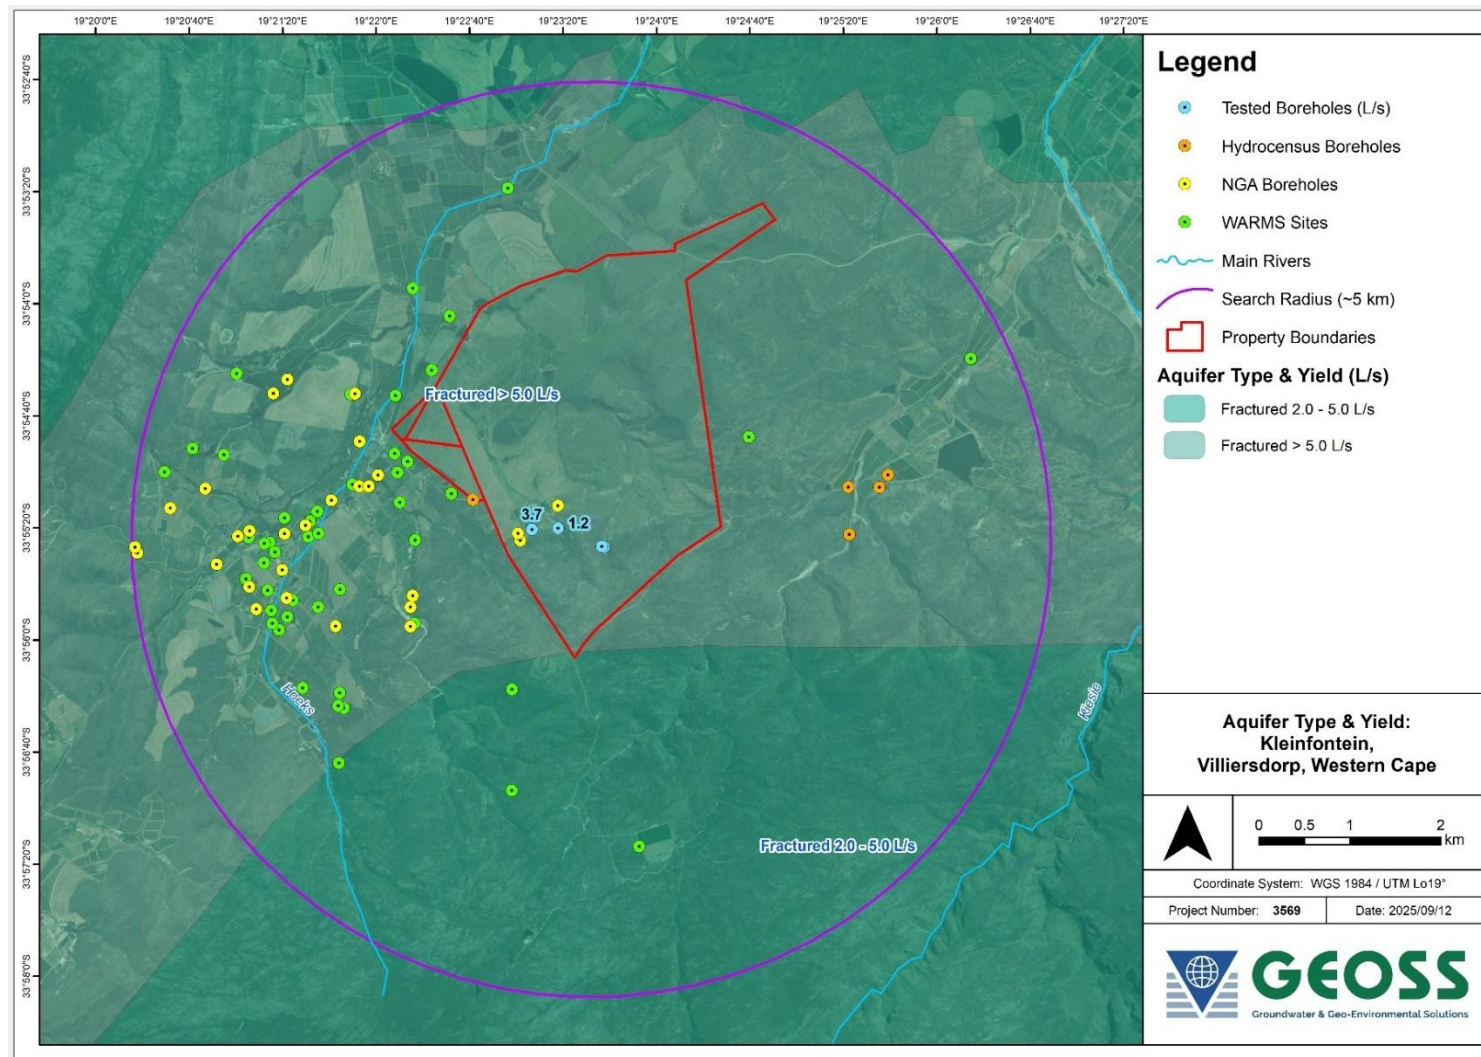 19°20'0"E 19°20'40"E 19°21'20"E 19°22'0"E 19°22'40"E 19°23'20"E 19°24'0"E 19°24'40"E 19°25'20"E 19°26'0"E 19°26'40"E 19°27'20"E
33°52'40"S
33°53'20"S
33°54'0"S
33°54'40"S
33°55'20"S
33°56'0"S
33°56'40"S
33°57'20"S
33°58'0"S
Fractured > 5.0 L/s
3.7
1.2
Hoeks
Kiesie
Fractured 2.0 - 5.0 L/s
Legend
Tested Boreholes (L/s)
Hydrocensus Boreholes
NGA Boreholes
WARMS Sites
Main Rivers
Search Radius (~5 km)
Property Boundaries
Aquifer Type & Yield (L/s)
Fractured 2.0 - 5.0 L/s
Fractured > 5.0 L/s
Aquifer Type & Yield:
Kleinfontein,
Villiersdorp, Western Cape
0 0.5 1 2
km
Coordinate System: WGS 1984 / UTM Lo19°
Project Number: 3569 Date: 2025/09/12
GEOSS
Groundwater & Geo-Environmental Solutions